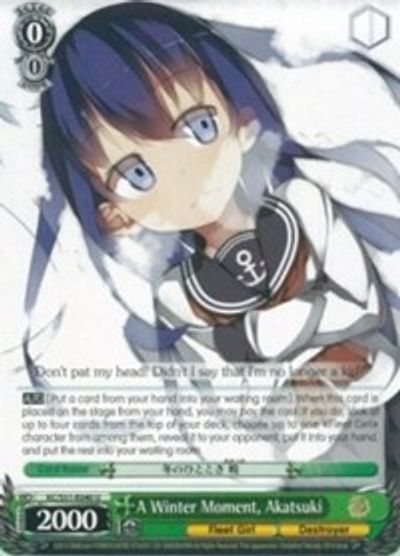 0
0
"Don't pat my head! Didn't I say that I'm no longer a kid?"
[Put a card from your hand into your waiting room] When this card is
placed on the stage from your hand, you may pay the cost. If you do, look at
up to four cards from the top of your deck, choose up to one Fleet Girl
character from among them, reveal it to your opponent, put it into your hand,
and put the rest into your waiting room.
Card Name
冬のひととき 暁
A Winter Moment, Akatsuki
2000
Fleet Girl
Destroyer